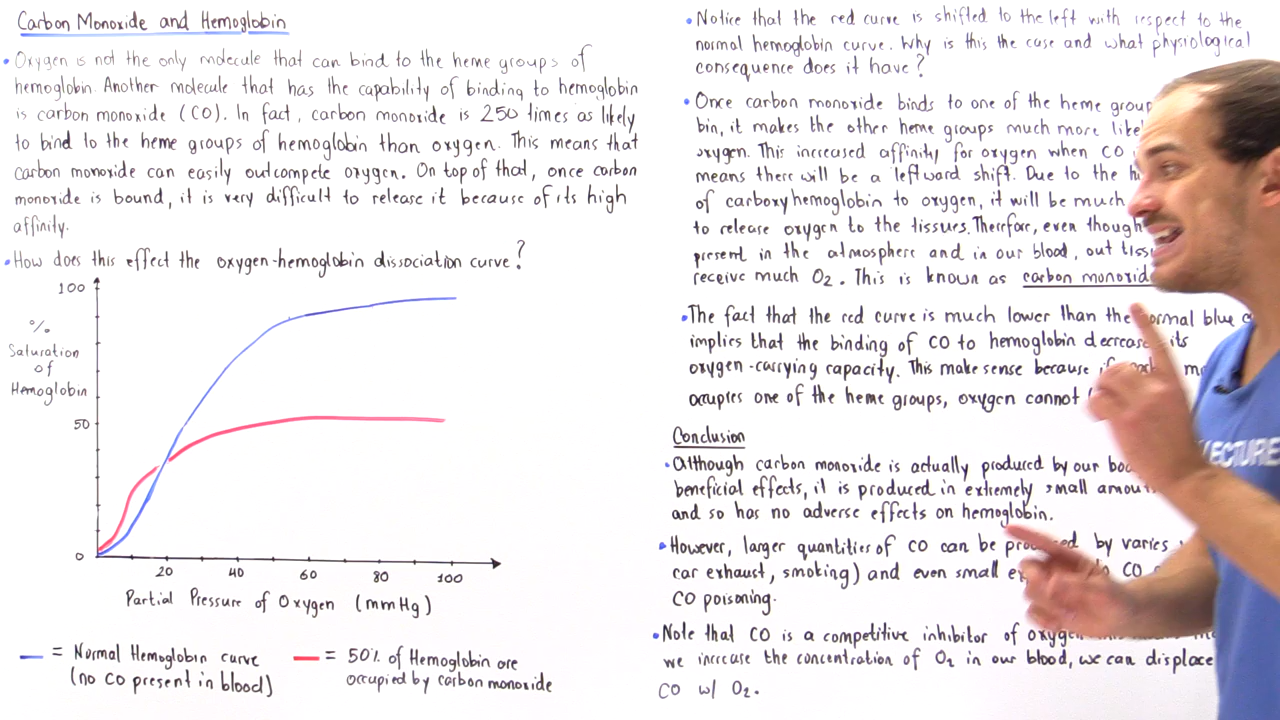 Carbon Monoxide and Hemoglobin
• Oxygen is not the only molecule that can bind to the heme groups of
hemoglobin. Another molecule that has the capability of binding to hemoglobin
is carbon monoxide (CO). In fact, carbon monoxide is 250 times as likely
to bind to the heme groups of hemoglobin than oxygen. This means that
carbon monoxide can easily outcompete oxygen. On top of that, once carbon
monoxide is bound, it is very difficult to release it because of its high
affinity.
• How does this effect the oxygen-hemoglobin dissociation curve?
100
%
Saturation
of
Hemoglobin
50
0
20 40 60 80 100
Partial Pressure of Oxygen (mmHg)
= Normal Hemoglobin curve
(no CO present in blood)
= 50% of Hemoglobin are
occupied by carbon monoxide
• Notice that the red curve is shifted to the left with respect to the
normal hemoglobin curve. Why is this the case and what physiological
consequence does it have?
• Once carbon monoxide binds to one of the heme group
bin, it makes the other heme groups much more
oxygen. This increased affinity for oxygen when CO
means there will be a leftward shift. Due to the
of carboxyhemoglobin to oxygen, it will be much
to release oxygen to the tissues. Therefore, even though
present in the atmosphere and in our blood, out
receive much O2. This is known as carbon monoxide
• The fact that the red curve is much lower than the normal blue
implies that the binding of CO to hemoglobin decreases its
oxygen-carrying capacity. This make sense because if
occupies one of the heme groups, oxygen cannot
Conclusion
• Although carbon monoxide is actually produced by our
beneficial effects, it is produced in extremely small
and so has no adverse effects on hemoglobin.
• However, larger quantities of CO can be produced by varies
car exhaust, smoking) and even small CO
CO poisoning.
• Note that CO is a competitive inhibitor of oxygen
we increase the concentration of O2 in our blood, we can displace
CO w/ O2.
LECTURE